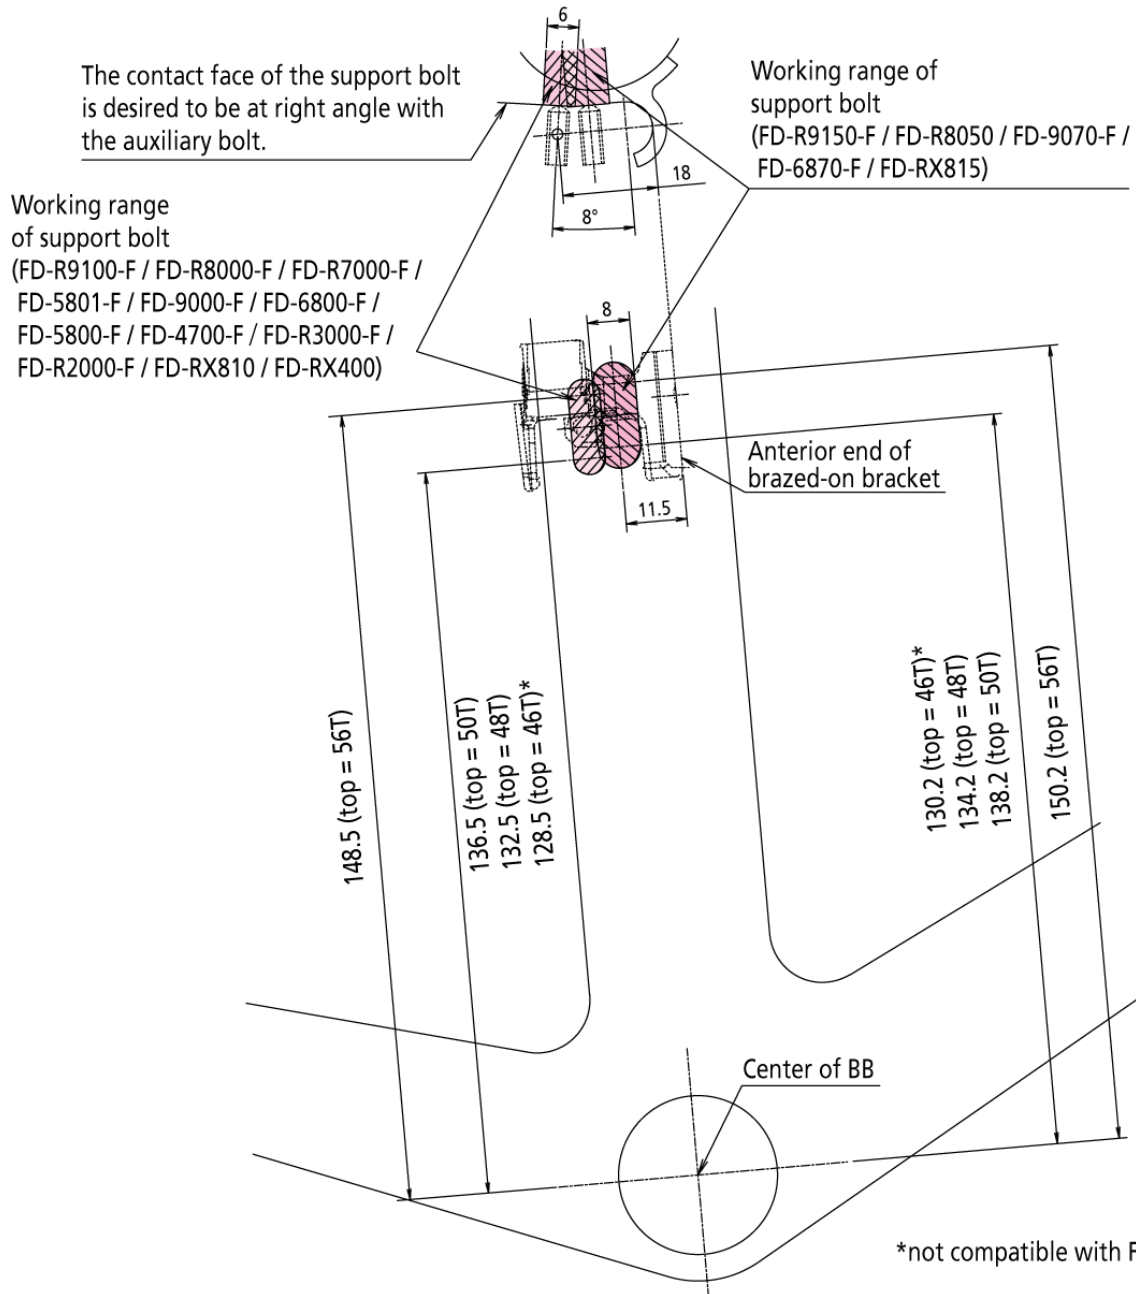 6
The contact face of the support bolt
is desired to be at right angle with
the auxiliary bolt.
Working range of
support bolt
(FD-R9150-F / FD-R8050 / FD-9070-F /
FD-6870-F / FD-RX815)
18
8°
Working range
of support bolt
(FD-R9100-F / FD-R8000-F / FD-R7000-F /
FD-5801-F / FD-9000-F / FD-6800-F /
FD-5800-F / FD-4700-F / FD-R3000-F /
FD-R2000-F / FD-RX810 / FD-RX400)
8
Anterior end of
brazed-on bracket
11.5
148.5 (top = 56T)
136.5 (top = 50T)
132.5 (top = 48T)
128.5 (top = 46T)*
130.2 (top = 46T)*
134.2 (top = 48T)
138.2 (top = 50T)
150.2 (top = 56T)
Center of BB
*not compatible with F